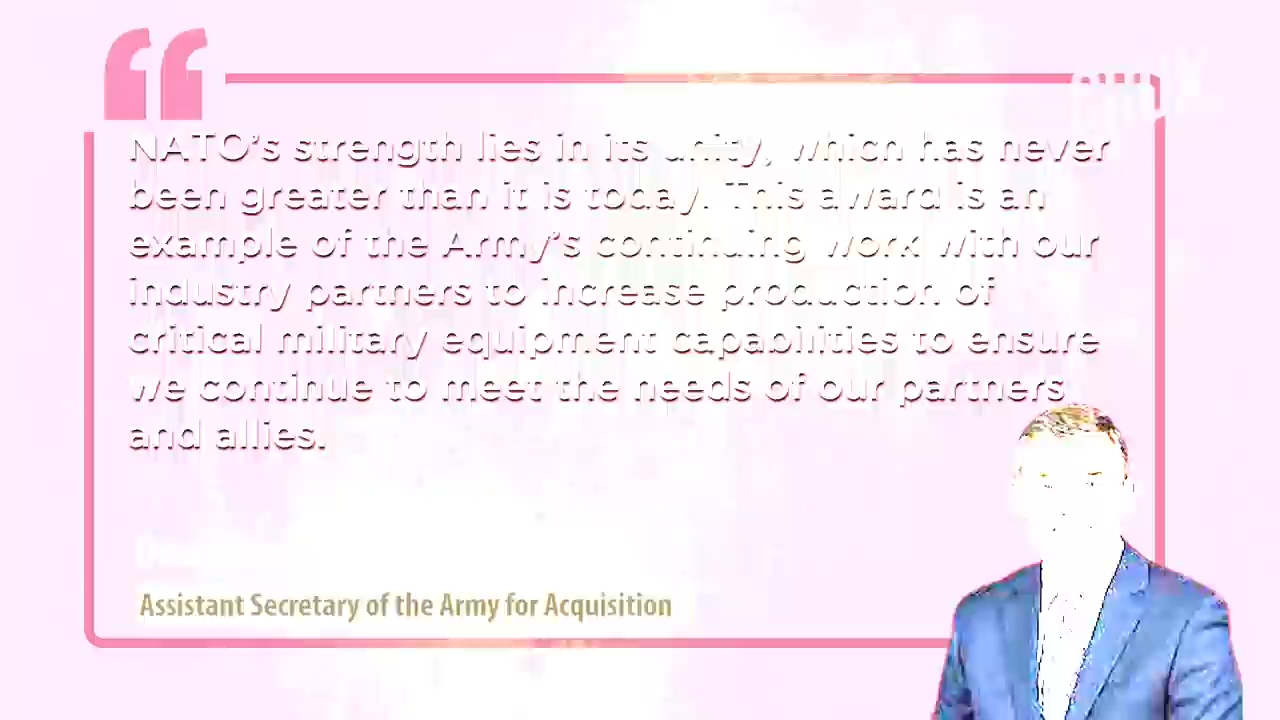 NATO's strength lies in its unity, which has never
been greater than it is today. This award is an
example of the Army's continuing work with our
industry partners to increase production of
critical military equipment capabilities to ensure
we continue to meet the needs of our partners
and allies.
Assistant Secretary of the Army for Acquisition